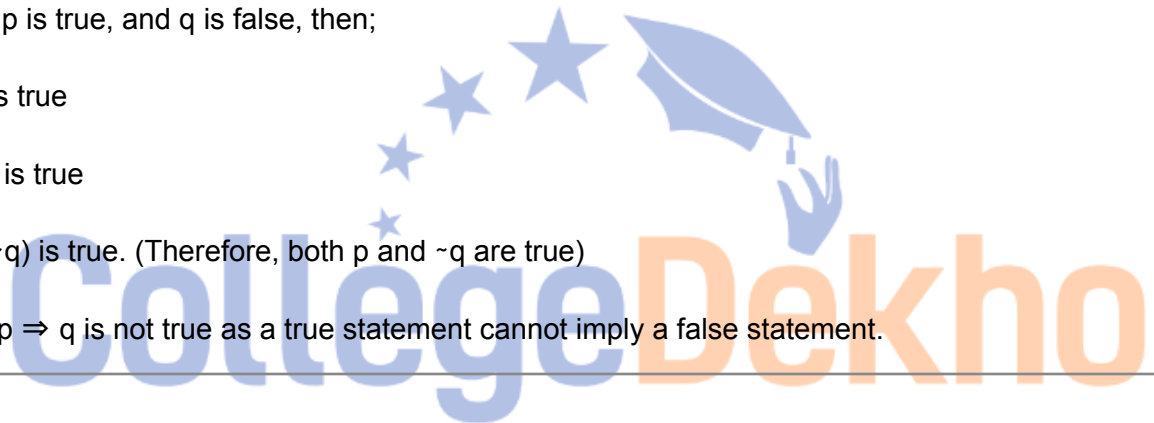 p is true, and q is false, then;
s true
is true
q) is true. (Therefore, both p and ~q are true)
p ⇒ q is not true as a true statement cannot imply a false statement.
CollegeDekho